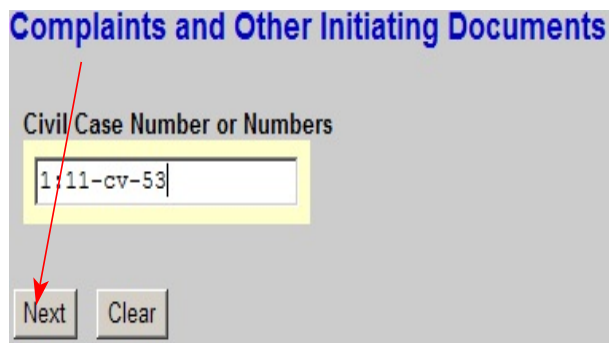 Complaints and Other Initiating Documents
Civil Case Number or Numbers
1:11-cv-53
Next Clear